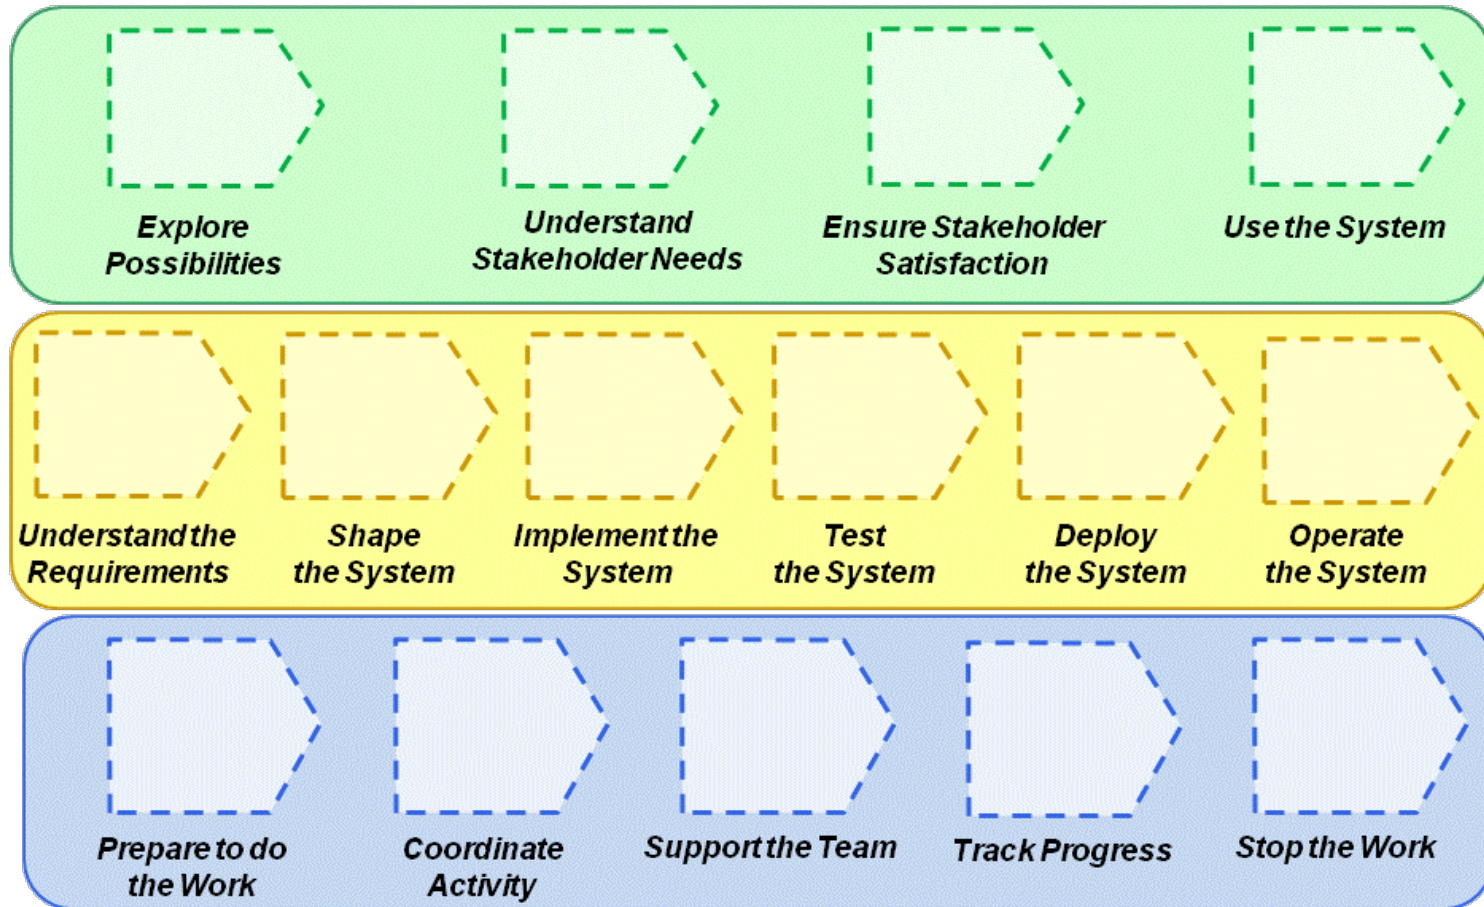 Explore
Possibilities
Understand
Stakeholder Needs
Ensure Stakeholder
Satisfaction
Use the System
Understand the
Requirements
Shape
the System
Implement the
System
Test
the System
Deploy
the System
Operate
the System
Prepare to do
the Work
Coordinate
Activity
Support the Team
Track Progress
Stop the Work